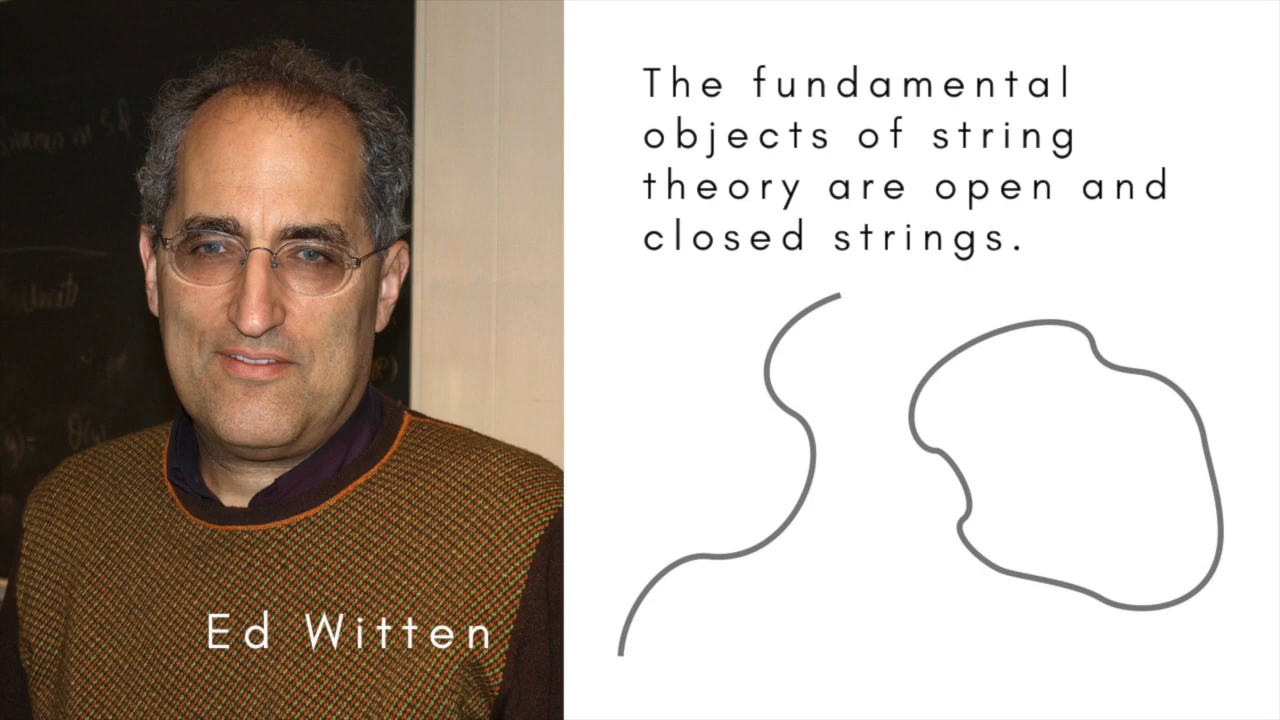 The fundamental
objects of string
theory are open and
closed strings.
Ed Witten